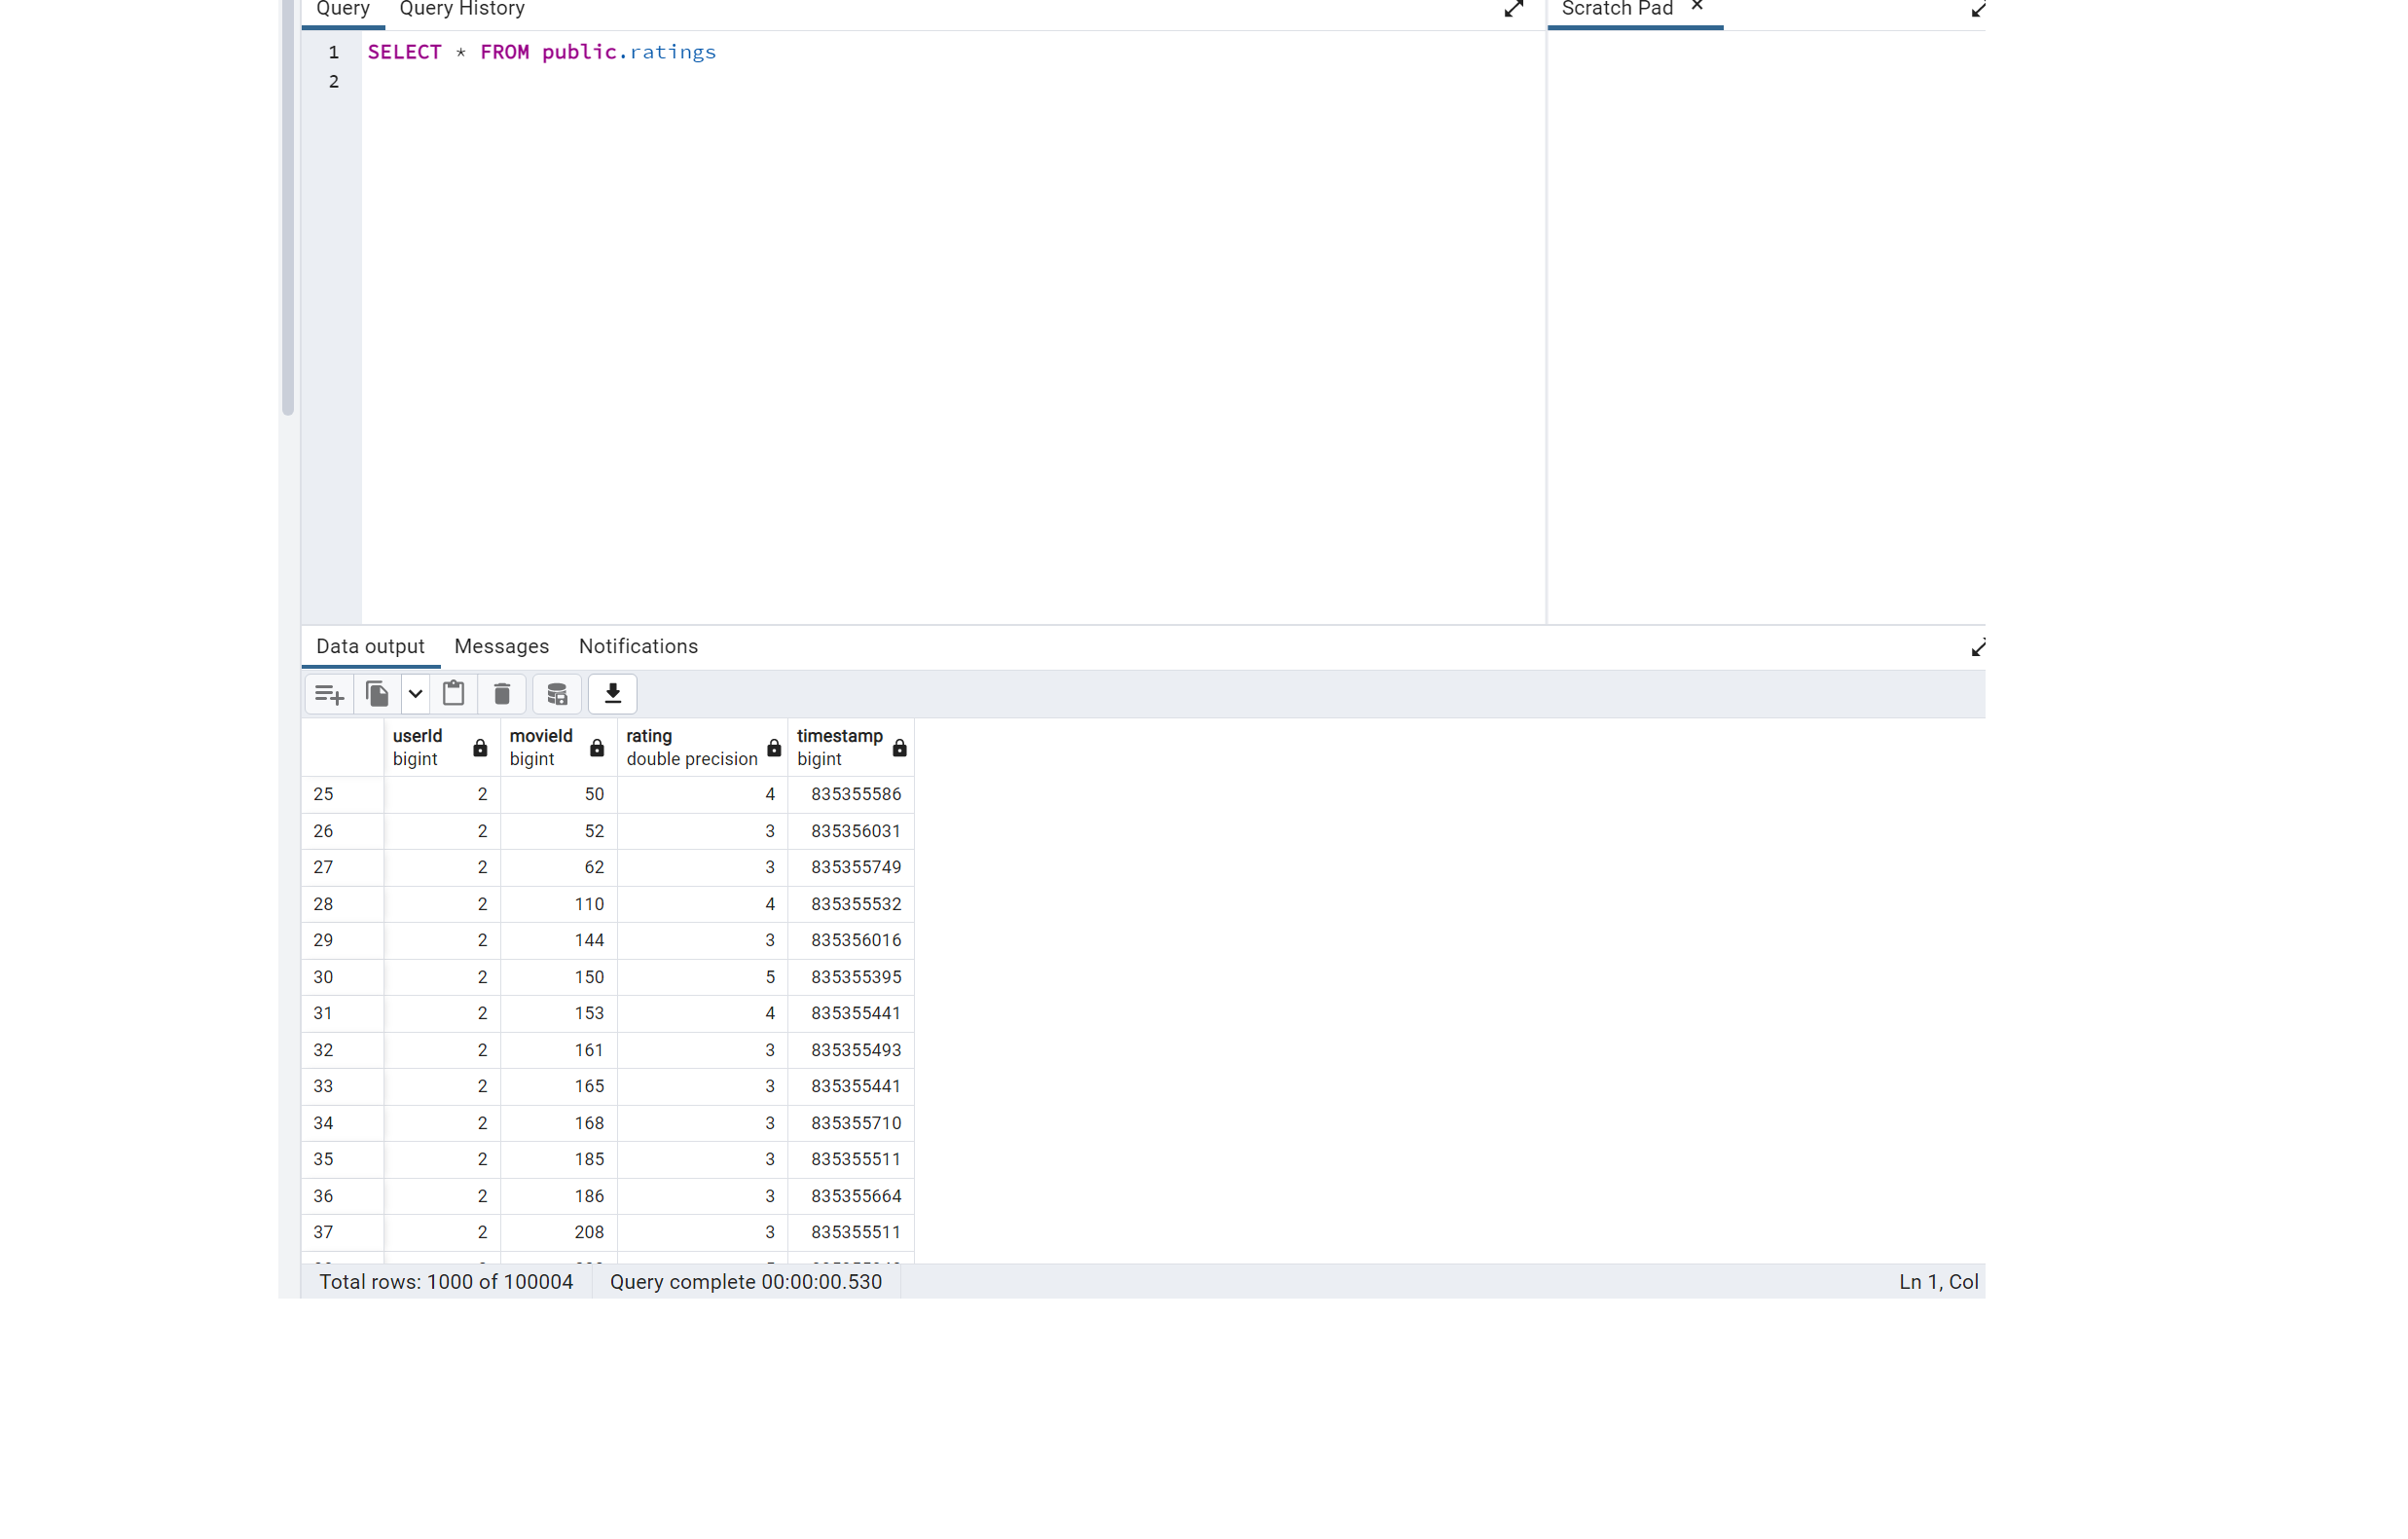 Query Query History Scratch Pad ×
1 SELECT * FROM public.ratings
2
Data output Messages Notifications
userId movieId rating timestamp
bigint bigint double precision bigint
25 2 50 4 835355586
26 2 52 3 835356031
27 2 62 3 835355749
28 2 110 4 835355532
29 2 144 3 835356016
30 2 150 5 835355395
31 2 153 4 835355441
32 2 161 3 835355493
33 2 165 3 835355441
34 2 168 3 835355710
35 2 185 3 835355511
36 2 186 3 835355664
37 2 208 3 835355511
Total rows: 1000 of 100004 Query complete 00:00:00.530 Ln 1, Col